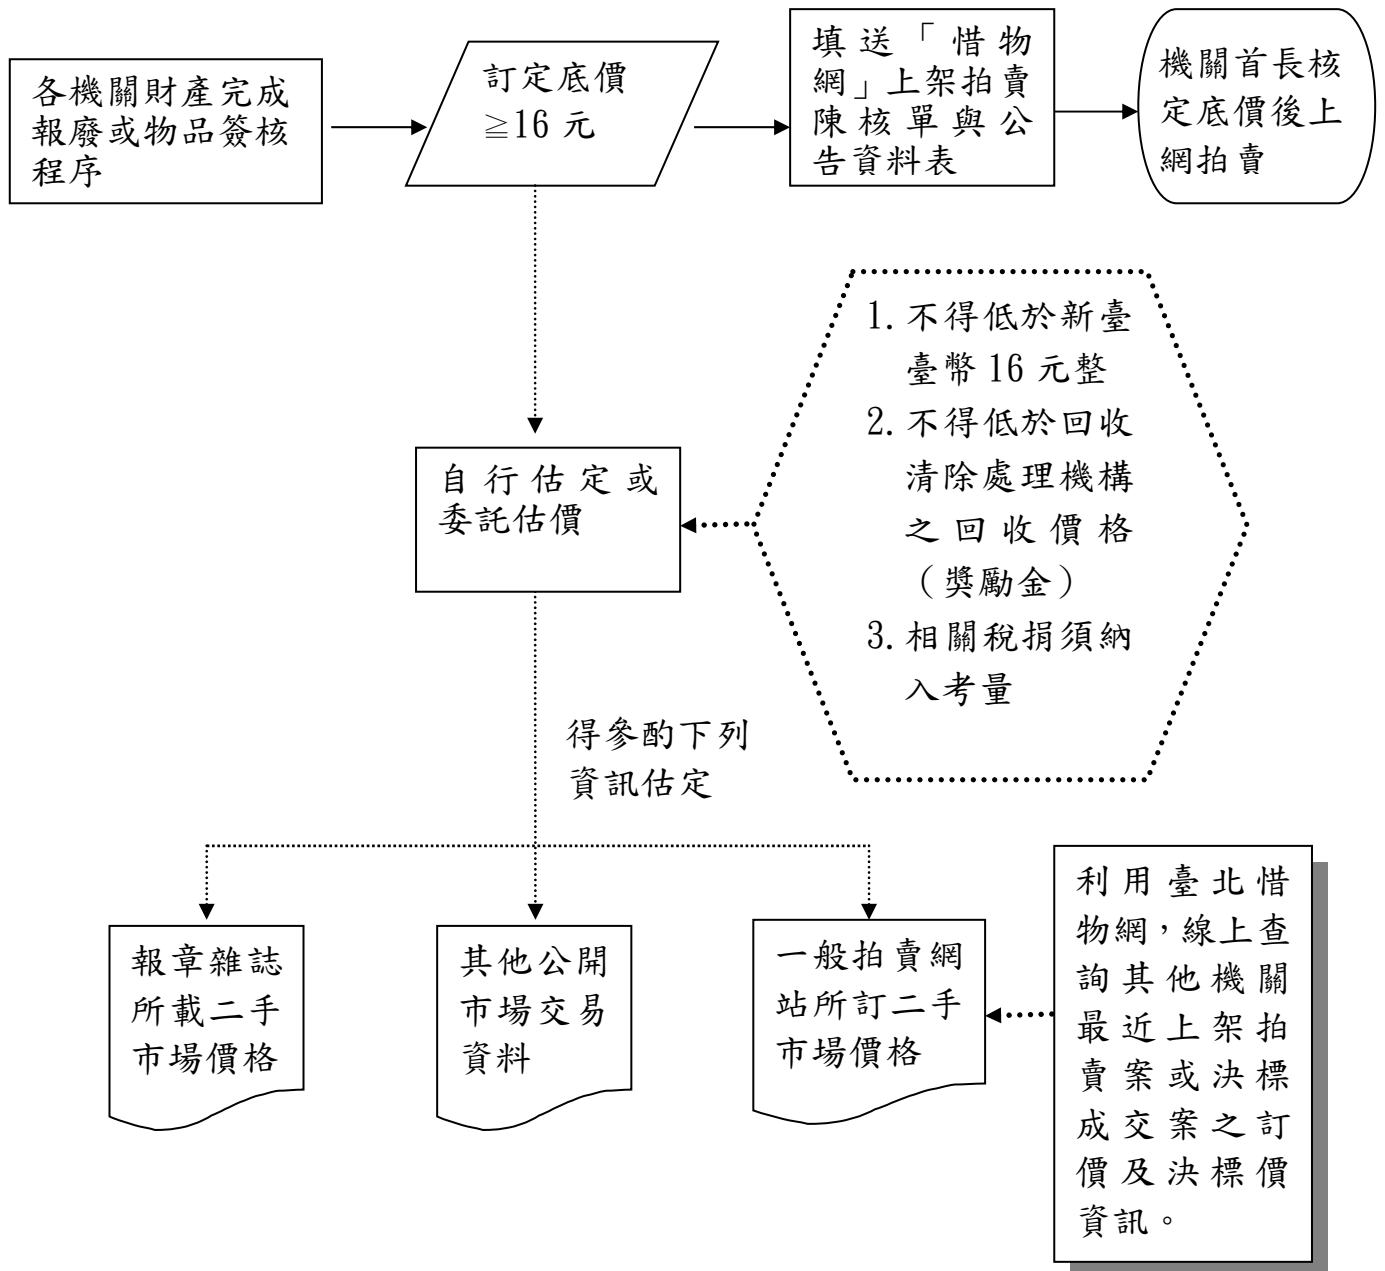 各機關財產完成
報廢或物品簽核
程序
訂定底價
≧16 元
填送「惜物
網」上架拍賣
陳核單與公
告資料表
機關首長核
定底價後上
網拍賣
1. 不得低於新臺
臺幣 16 元整
2. 不得低於回收
清除處理機構
之回收價格
（獎勵金）
3. 相關稅捐須納
入考量
自行估定或
委託估價
得參酌下列
資訊估定
報章雜誌
所載二手
市場價格
其他公開
市場交易
資料
一般拍賣網
站所訂二手
市場價格
利用臺北惜
物網，線上查
詢其他機關
最近上架拍
賣案或決標
成交案之訂
價及決標價
資訊。